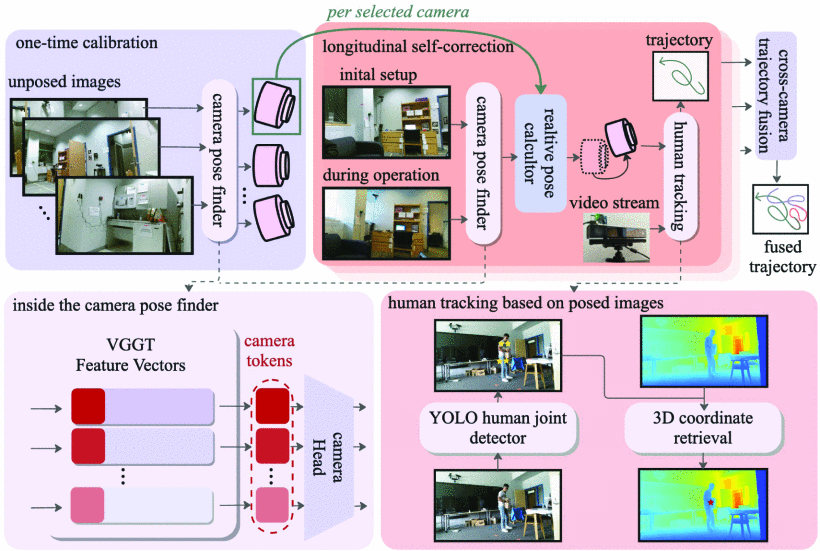 per selected camera
one-time calibration
unposed images
camera pose finder
longitudinal self-correction
inital setup
during operation
camera pose finder
realtive pose
calcultor
video stream
human tracking
trajectory
cross-camera
trajectory fusion
fused
trajectory
inside the camera pose finder
VGGT
Feature Vectors
camera
tokens
camera
Head
human tracking based on posed images
YOLO human joint
detector
3D coordinate
retrieval